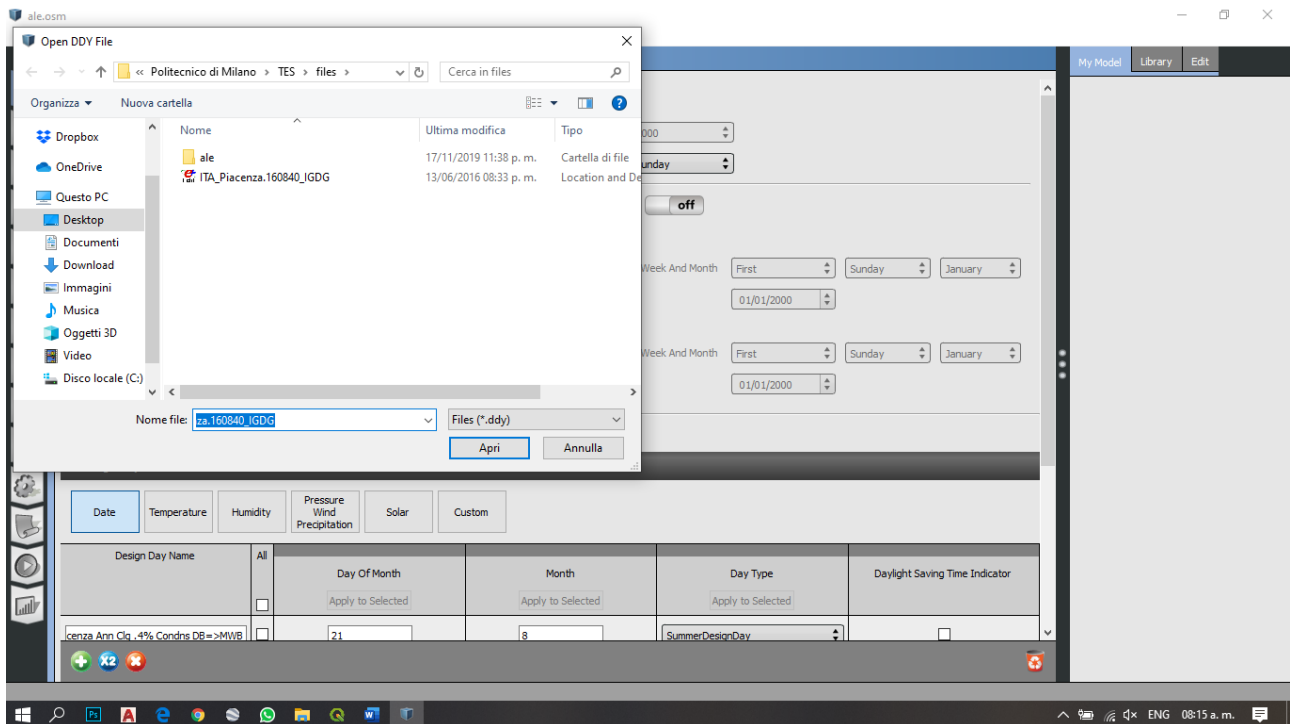 ale.osm
Open DDY File
« Politecnico di Milano > TES > files >
Cerca in files
Organizza
Nuova cartella
Dropbox
OneDrive
Questo PC
Desktop
Documenti
Download
Immagini
Musica
Oggetti 3D
Video
Disco locale (C:)
Nome
Ultima modifica
Tipo
ale
17/11/2019 11:38 p. m.
Cartella di file
ITA_Piacenza.160840_IGDG
13/06/2016 08:33 p. m.
Location and De
Nome file:
za.160840_IGDG
Files (*.ddy)
Apri
Annulla
My Model
Library
Edit
000
unday
off
Week And Month
First
Sunday
January
01/01/2000
Week And Month
First
Sunday
January
01/01/2000
Date
Temperature
Humidity
Pressure
Wind
Precipitation
Solar
Custom
Design Day Name
All
Day Of Month
Month
Day Type
Daylight Saving Time Indicator
Apply to Selected
Apply to Selected
Apply to Selected
cenza Ann Clg .4% Condns DB=>MWB
21
8
SummerDesignDay
X2
Ps
ENG
08:15 a. m.